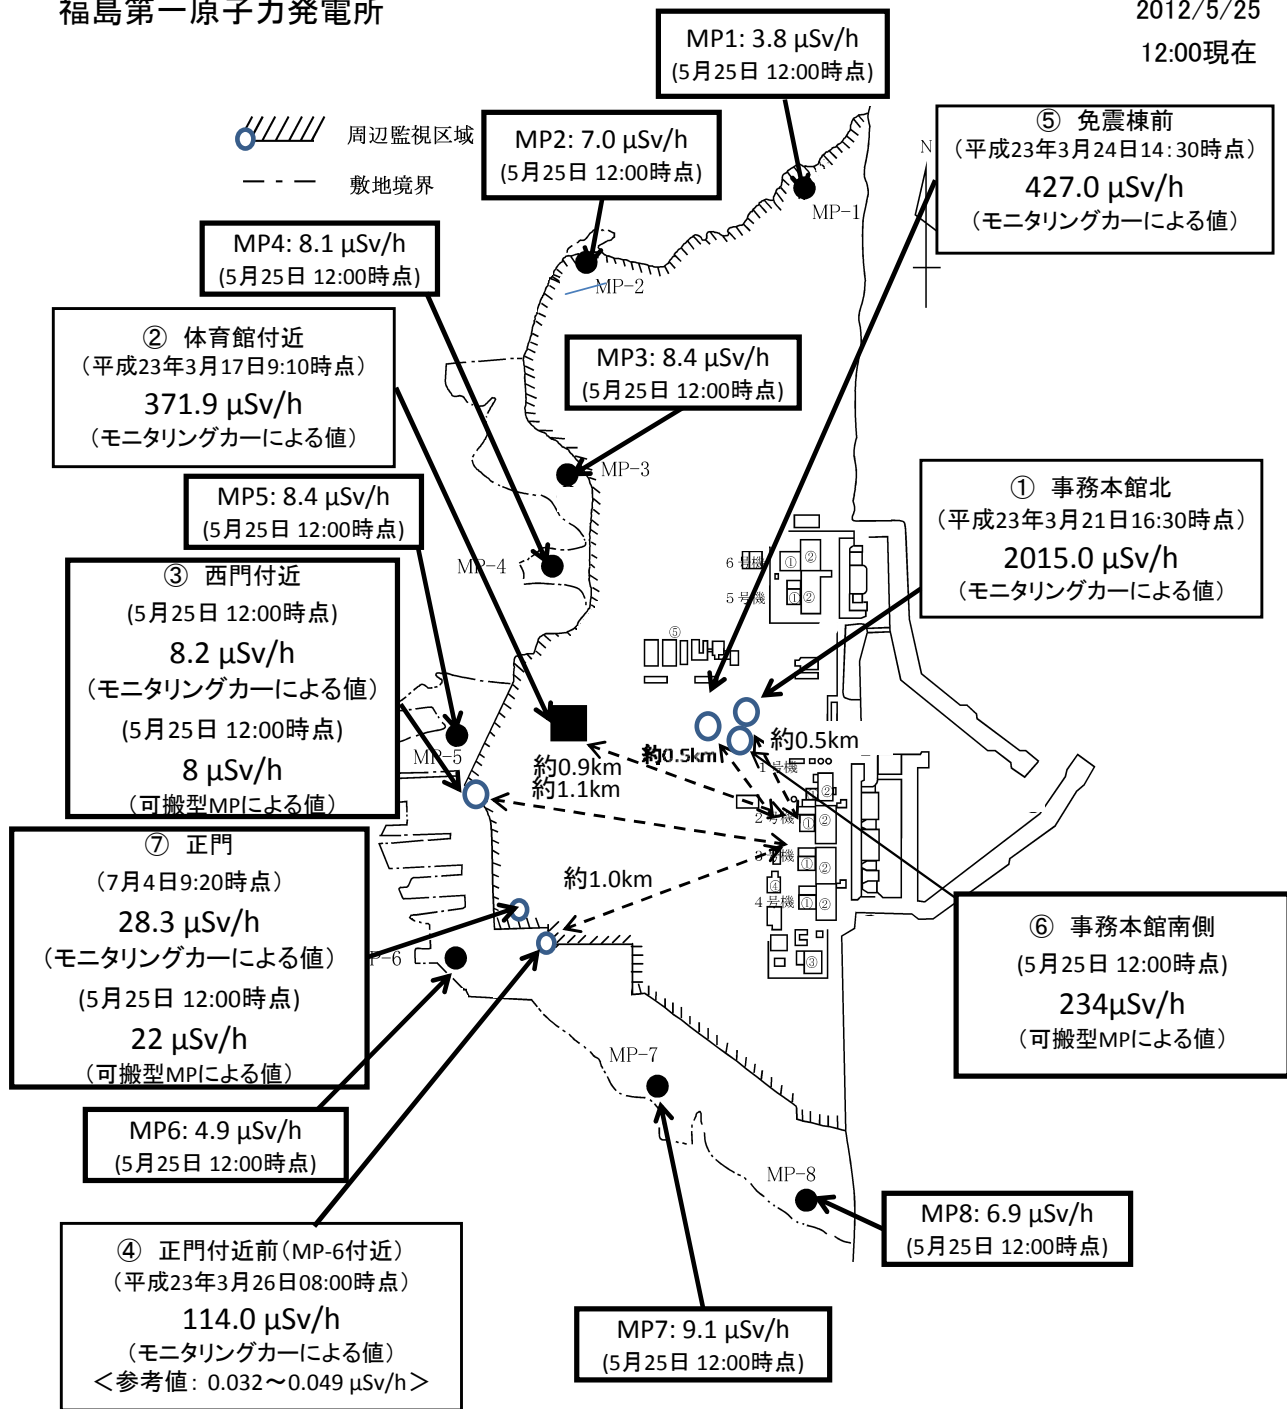 福島第一原子力発電所
2012/5/25
12:00現在
MP1: 3.8 μSv/h
(5月25日 12:00時点)
周辺監視区域
敷地境界
MP2: 7.0 μSv/h
(5月25日 12:00時点)
⑤ 免震棟前
（平成23年3月24日14:30時点）
427.0 μSv/h
（モニタリングカーによる値）
N
MP-1
MP4: 8.1 μSv/h
(5月25日 12:00時点)
MP-2
② 体育館付近
（平成23年3月17日9:10時点）
371.9 μSv/h
（モニタリングカーによる値）
MP3: 8.4 μSv/h
(5月25日 12:00時点)
MP-3
MP5: 8.4 μSv/h
(5月25日 12:00時点)
① 事務本館北
（平成23年3月21日16:30時点）
2015.0 μSv/h
（モニタリングカーによる値）
MP-4
③ 西門付近
(5月25日 12:00時点)
8.2 μSv/h
（モニタリングカーによる値）
(5月25日 12:00時点)
8 μSv/h
（可搬型MPによる値）
6号機
① ②
5号機
① ②
⑤
MP-5
約0.9km
約1.1km
約0.5km
約0.5km
1号機
②
2号機
① ②
3号機
① ②
④
4号機
① ②
③
⑦ 正門
(7月4日9:20時点)
28.3 μSv/h
（モニタリングカーによる値）
(5月25日 12:00時点)
22 μSv/h
（可搬型MPによる値）
約1.0km
P-6
⑥ 事務本館南側
(5月25日 12:00時点)
234μSv/h
（可搬型MPによる値）
MP-7
MP6: 4.9 μSv/h
(5月25日 12:00時点)
MP-8
MP8: 6.9 μSv/h
(5月25日 12:00時点)
④ 正門付近前（MP-6付近）
（平成23年3月26日08:00時点）
114.0 μSv/h
（モニタリングカーによる値）
＜参考値: 0.032～0.049 μSv/h＞
MP7: 9.1 μSv/h
(5月25日 12:00時点)